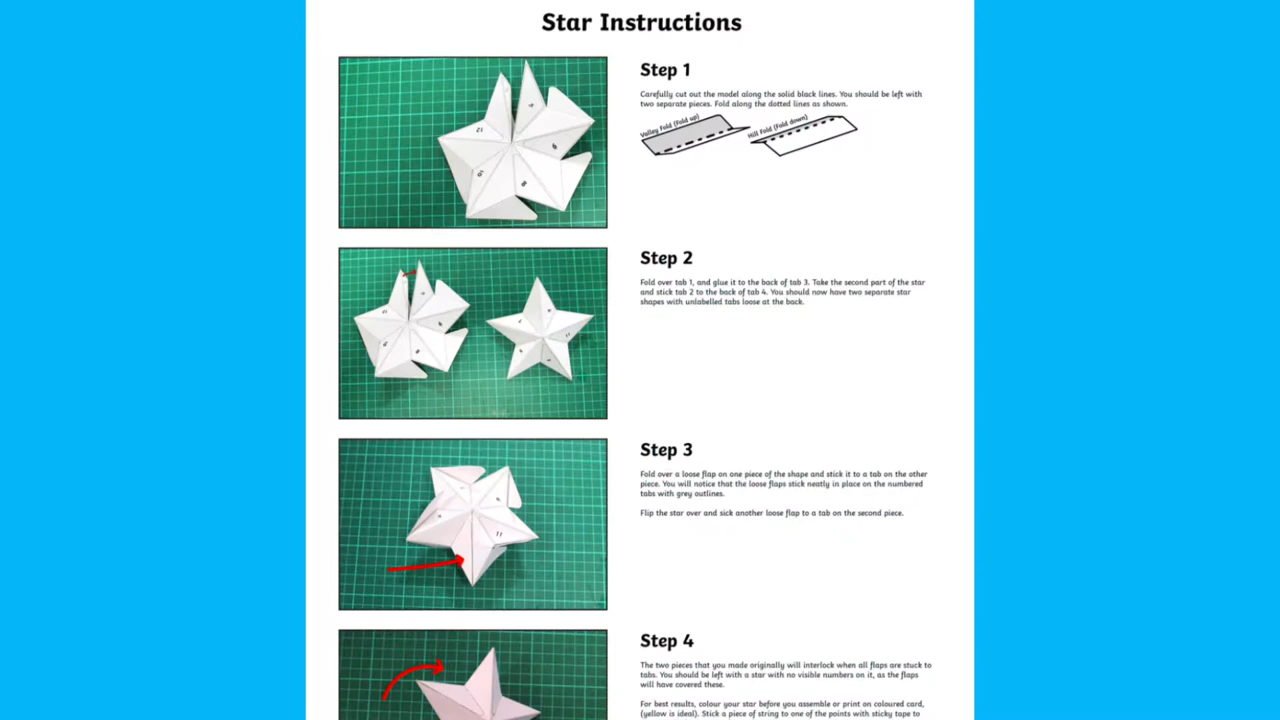 Star Instructions
Step 1
Carefully cut out the model along the solid black lines. You should be left with
two separate pieces. Fold along the dotted lines as shown.
Valley Fold (Fold up)
Hill Fold (Fold down)
Step 2
Fold over tab 1, and glue it to the back of tab 3. Take the second part of the star
and stick tab 2 to the back of tab 4. You should now have two separate star
shapes with unlabelled tabs loose at the back.
Step 3
Fold over a loose flap on one piece of the shape and stick it to a tab on the other
piece. You will notice that the loose flaps stick neatly in place on the numbered
tabs with grey outlines.
Flip the star over and sick another loose flap to a tab on the second piece.
11
Step 4
The two pieces that you made originally will interlock when all flaps are stuck to
tabs. You should be left with a star with no visible numbers on it, as the flaps
will have covered these.
For best results, colour your star before you assemble or print on coloured card,
(yellow is ideal). Stick a piece of string to one of the points with sticky tape to